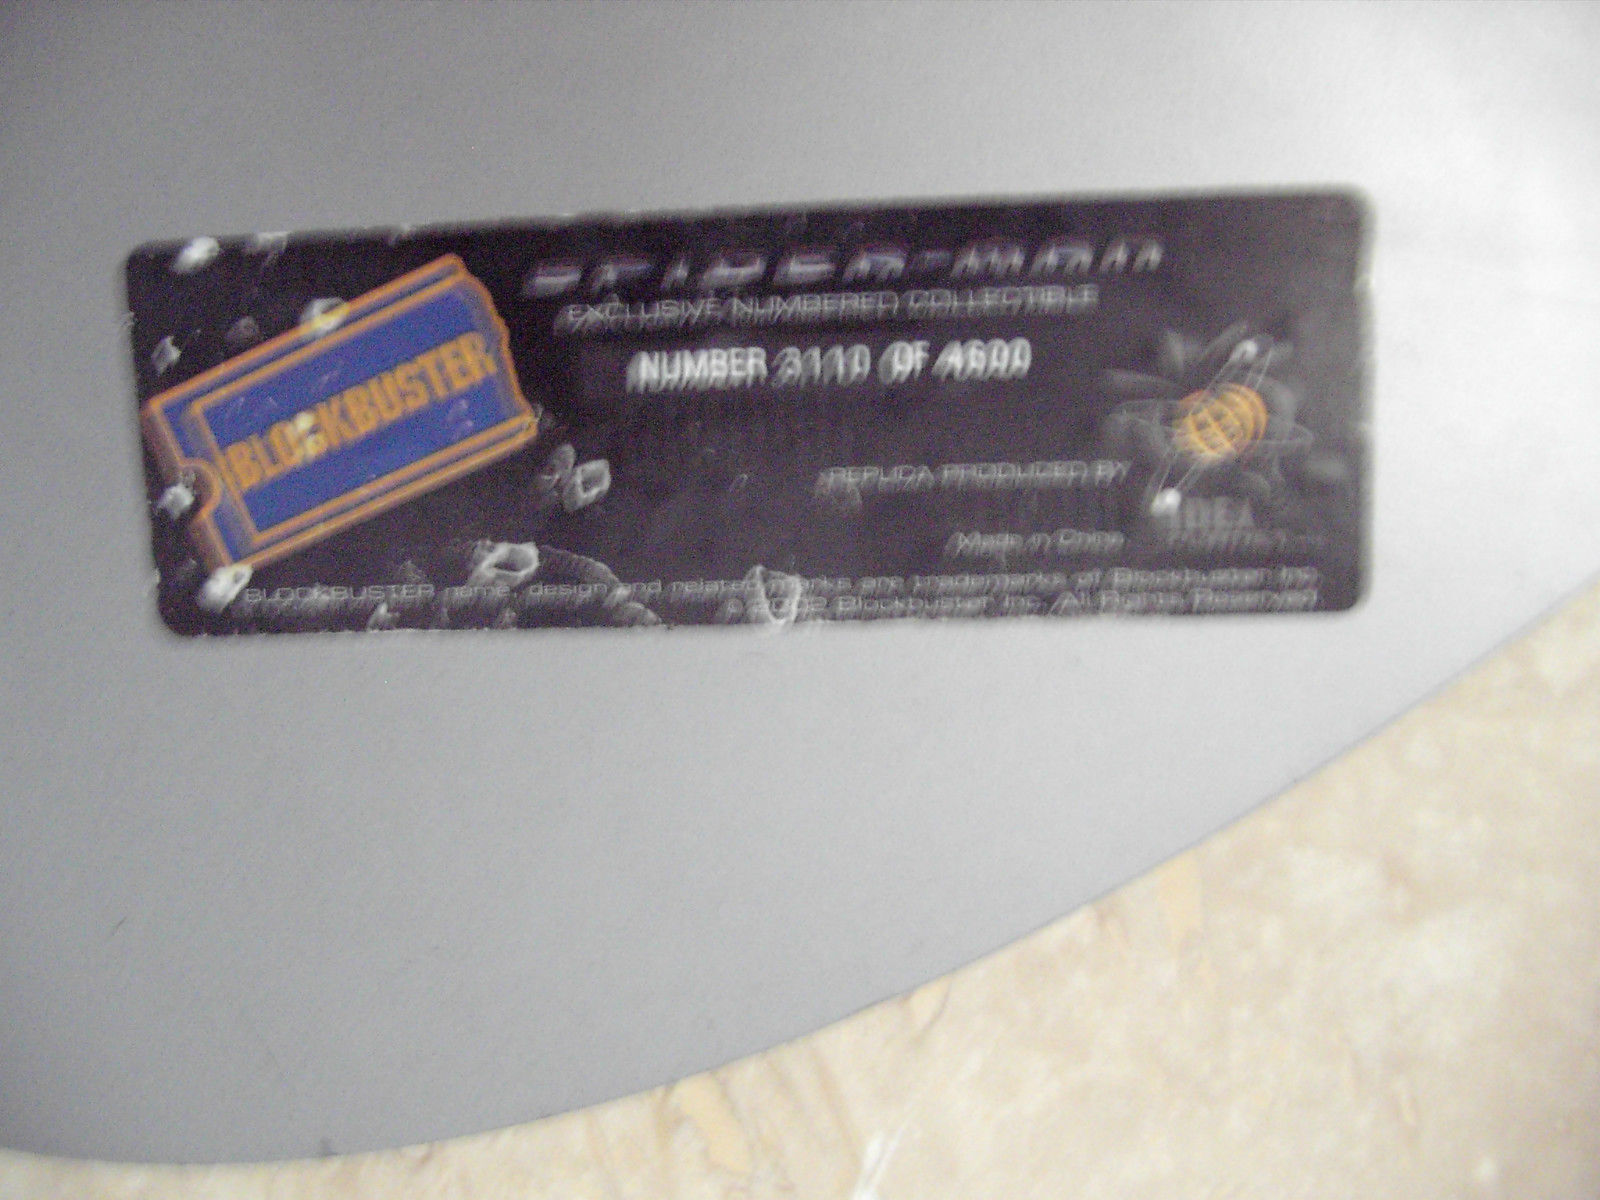 BLOCKBUSTER
SPIDER-MAN
EXCLUSIVE NUMBERED COLLECTIBLE
NUMBER 3110 OF 4600
REPLICA PRODUCED BY
IDEA
Made in China
BLOCKBUSTER name, design and related marks are trademarks of Blockbuster Inc.
© 2002 Blockbuster Inc. All Rights Reserved.